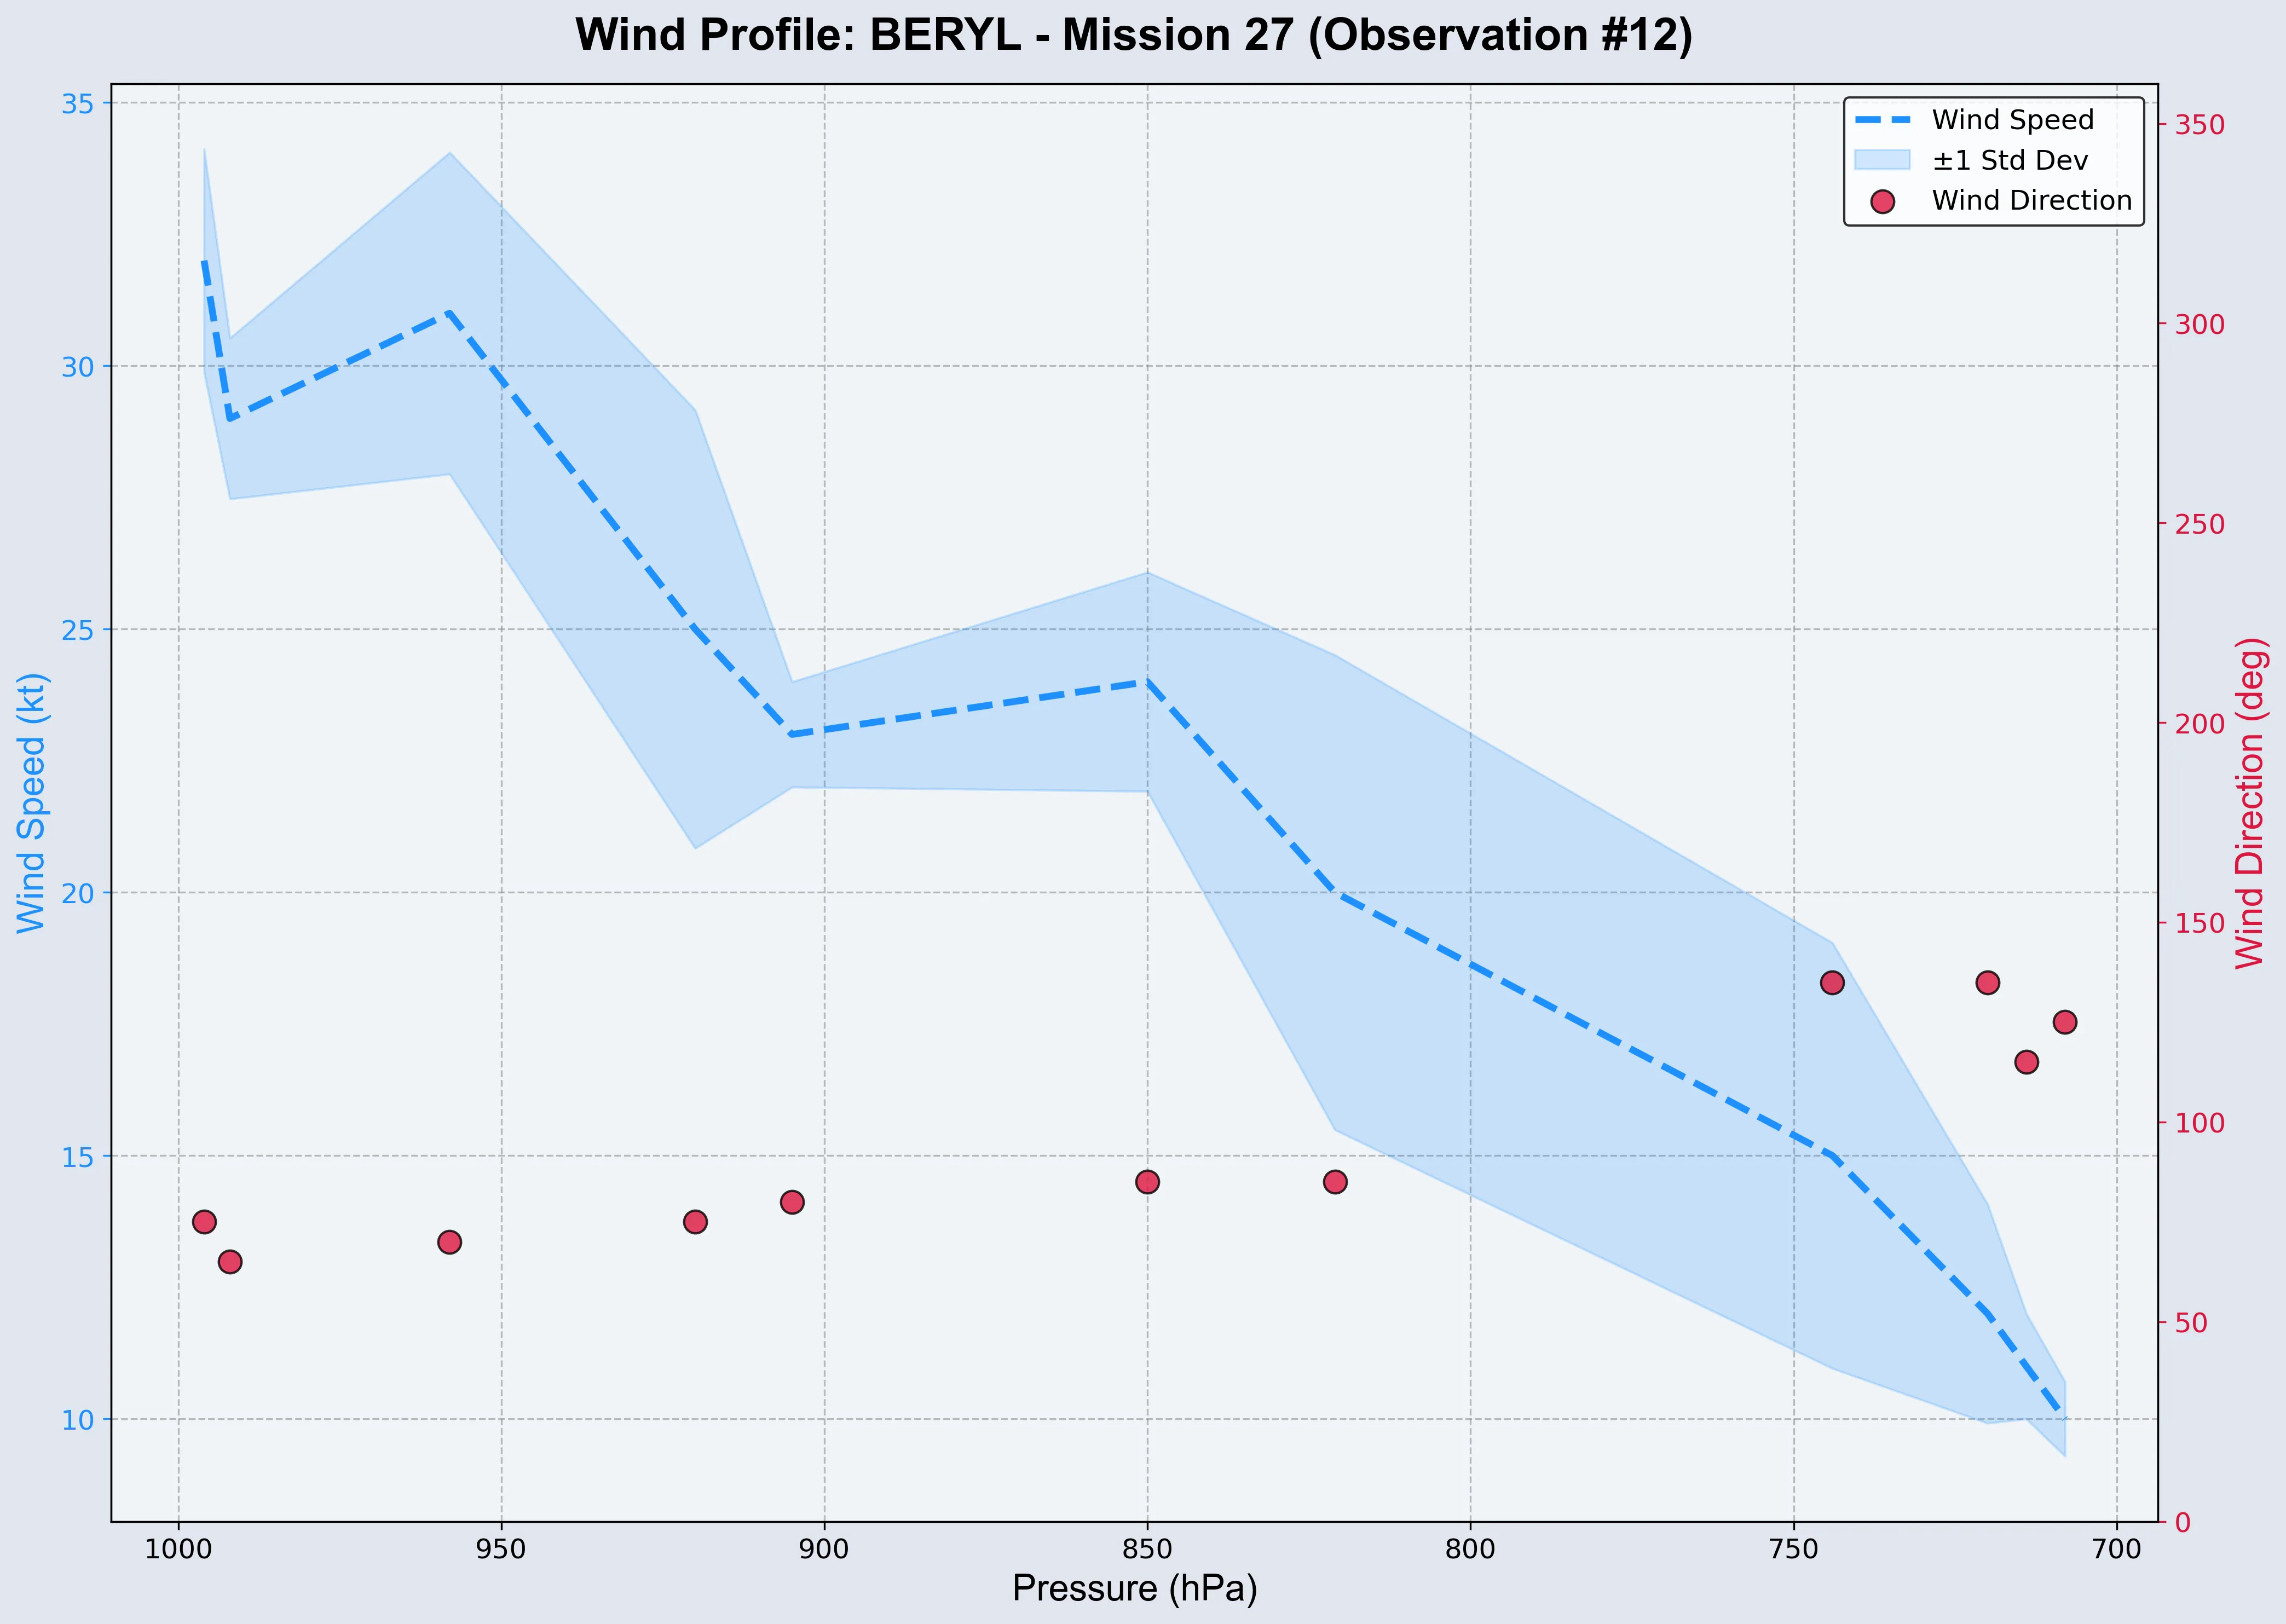 Wind Profile: BERYL - Mission 27 (Observation #12)
Wind Speed
±1 Std Dev
Wind Direction
Wind Speed (kt)
35
30
25
20
15
10
350
300
250
200
150
100
50
0
Wind Direction (deg)
1000 950 900 850 800 750 700
Pressure (hPa)